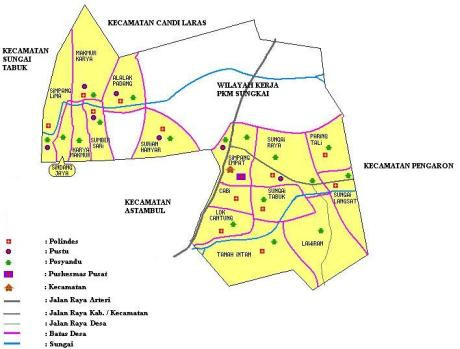 KECAMATAN CANDI LARAS
KECAMATAN
SUNGAI
TABUK
MAKMUR
KARYA
ALALAK
PADANG
SIMPANG
LIMA
WILAYAH KERJA
PKM SUNGKAI
SUMBER
SARI
KARYA
MAKMUR
SURIAN
HANYAR
SINDANG
JAYA
SIMPANG
EMPAT
SUNGAI
RAYA
PARING
TALI
KECAMATAN PENGARON
KECAMATAN
ASTAMBUL
CABI
SUNGAI
TABUK
SUNGAI
LANGSAT
LOK
CANTUNG
TANAH INTAN
LAWIRAN
: Polindes
: Pustu
: Posyandu
: Puskesmas Pusat
: Kecamatan
: Jalan Raya Arteri
: Jalan Raya Kab. / Kecamatan
: Jalan Raya Desa
: Batas Desa
: Sungai